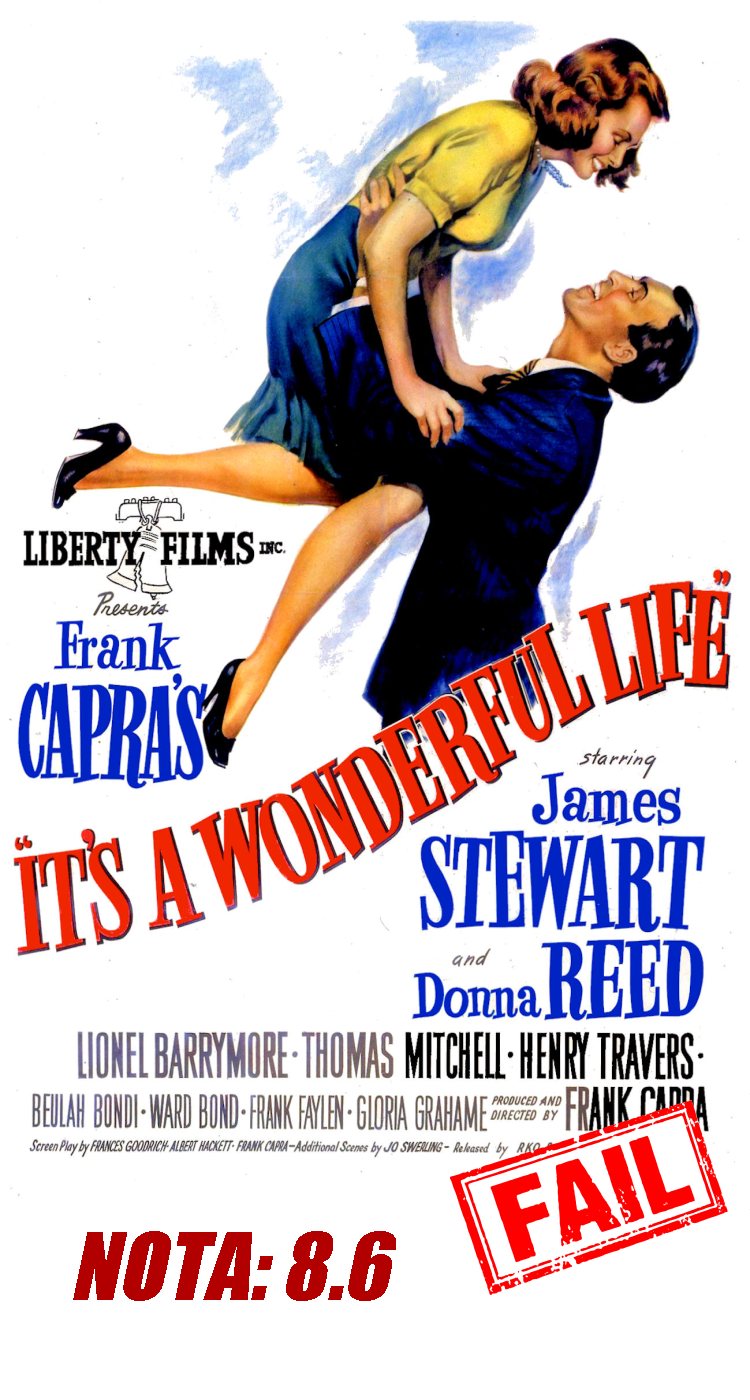 LIBERTY FILMS INC.
Presents
Frank
CAPRA'S
"IT'S A WONDERFUL LIFE"
starring
James
STEWART
and
Donna REED
LIONEL BARRYMORE · THOMAS MITCHELL · HENRY TRAVERS ·
BEULAH BONDI · WARD BOND · FRANK FAYLEN · GLORIA GRAHAME PRODUCED AND DIRECTED BY FRANK CAPRA
Screen Play by FRANCES GOODRICH · ALBERT HACKETT · FRANK CAPRA – Additional Scenes by JO SWERLING – Released by RKO
FAIL
NOTA: 8.6